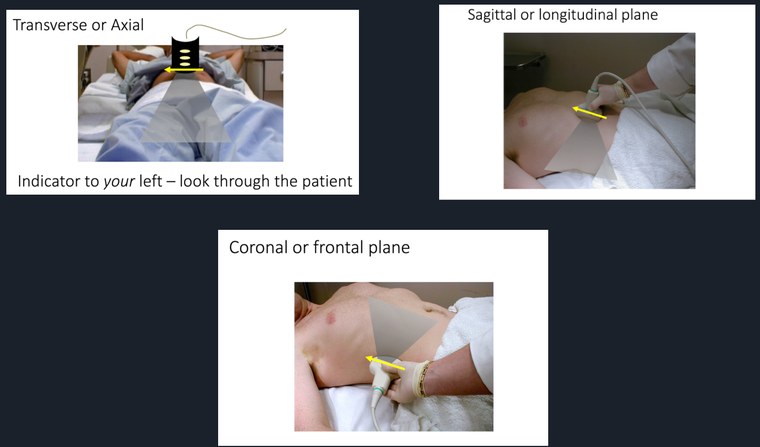 Transverse or Axial
Indicator to your left – look through the patient
Sagittal or longitudinal plane
Coronal or frontal plane